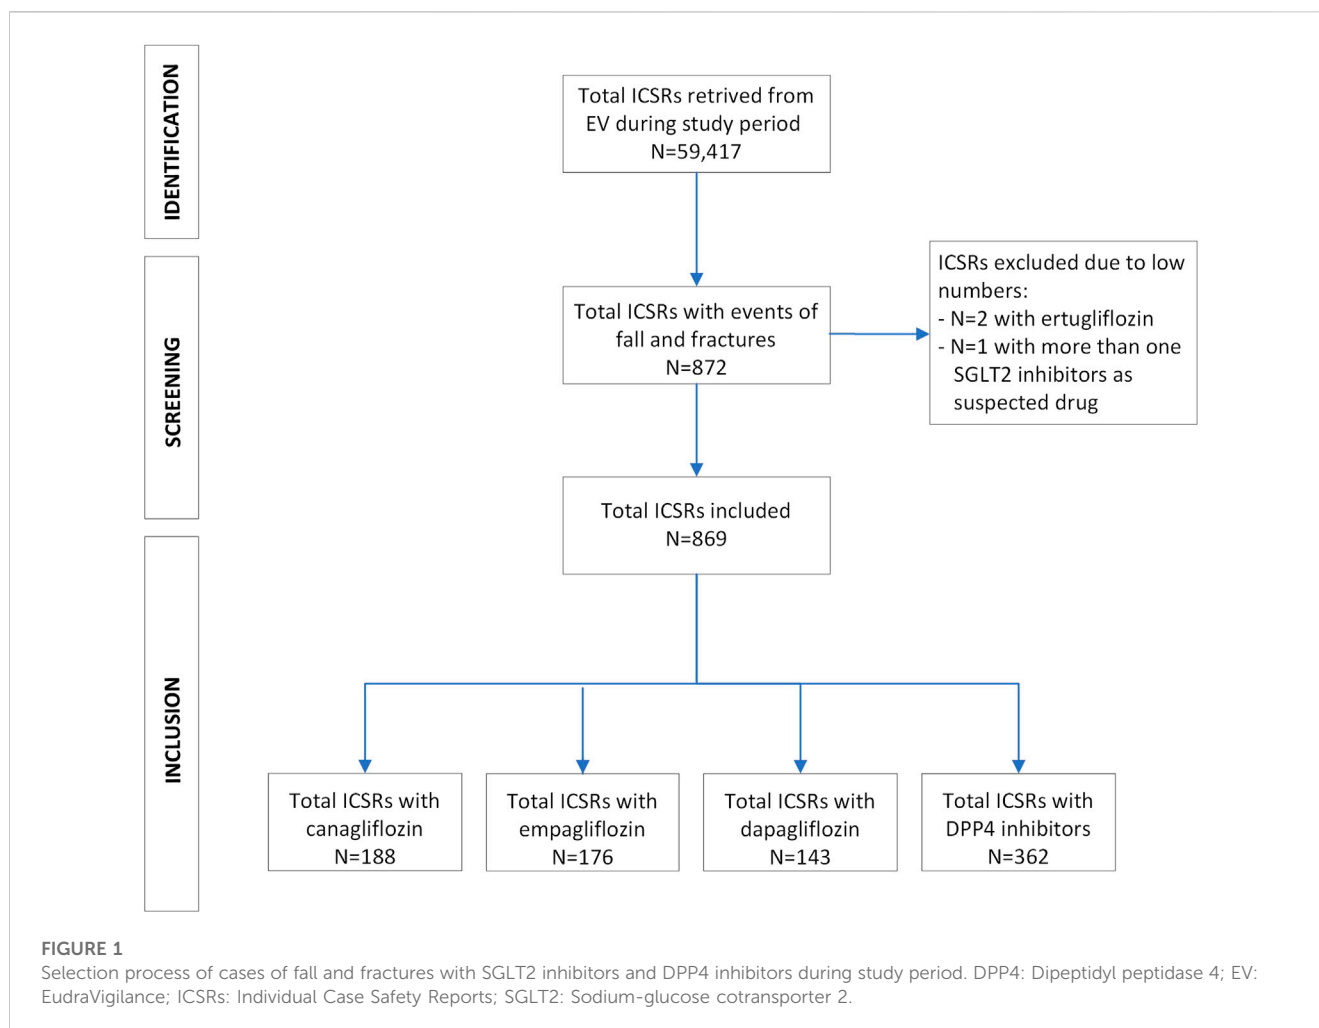 IDENTIFICATION
Total ICSRs retrived from
EV during study period
N=59,417
SCREENING
Total ICSRs with events of
fall and fractures
N=872
ICSRs excluded due to low
numbers:
- N=2 with ertugliflozin
- N=1 with more than one
SGLT2 inhibitors as
suspected drug
Total ICSRs included
N=869
INCLUSION
Total ICSRs with
canagliflozin
N=188
Total ICSRs with
empagliflozin
N=176
Total ICSRs with
dapagliflozin
N=143
Total ICSRs with
DPP4 inhibitors
N=362
FIGURE 1
Selection process of cases of fall and fractures with SGLT2 inhibitors and DPP4 inhibitors during study period. DPP4: Dipeptidyl peptidase 4; EV:
EudraVigilance; ICSRs: Individual Case Safety Reports; SGLT2: Sodium-glucose cotransporter 2.